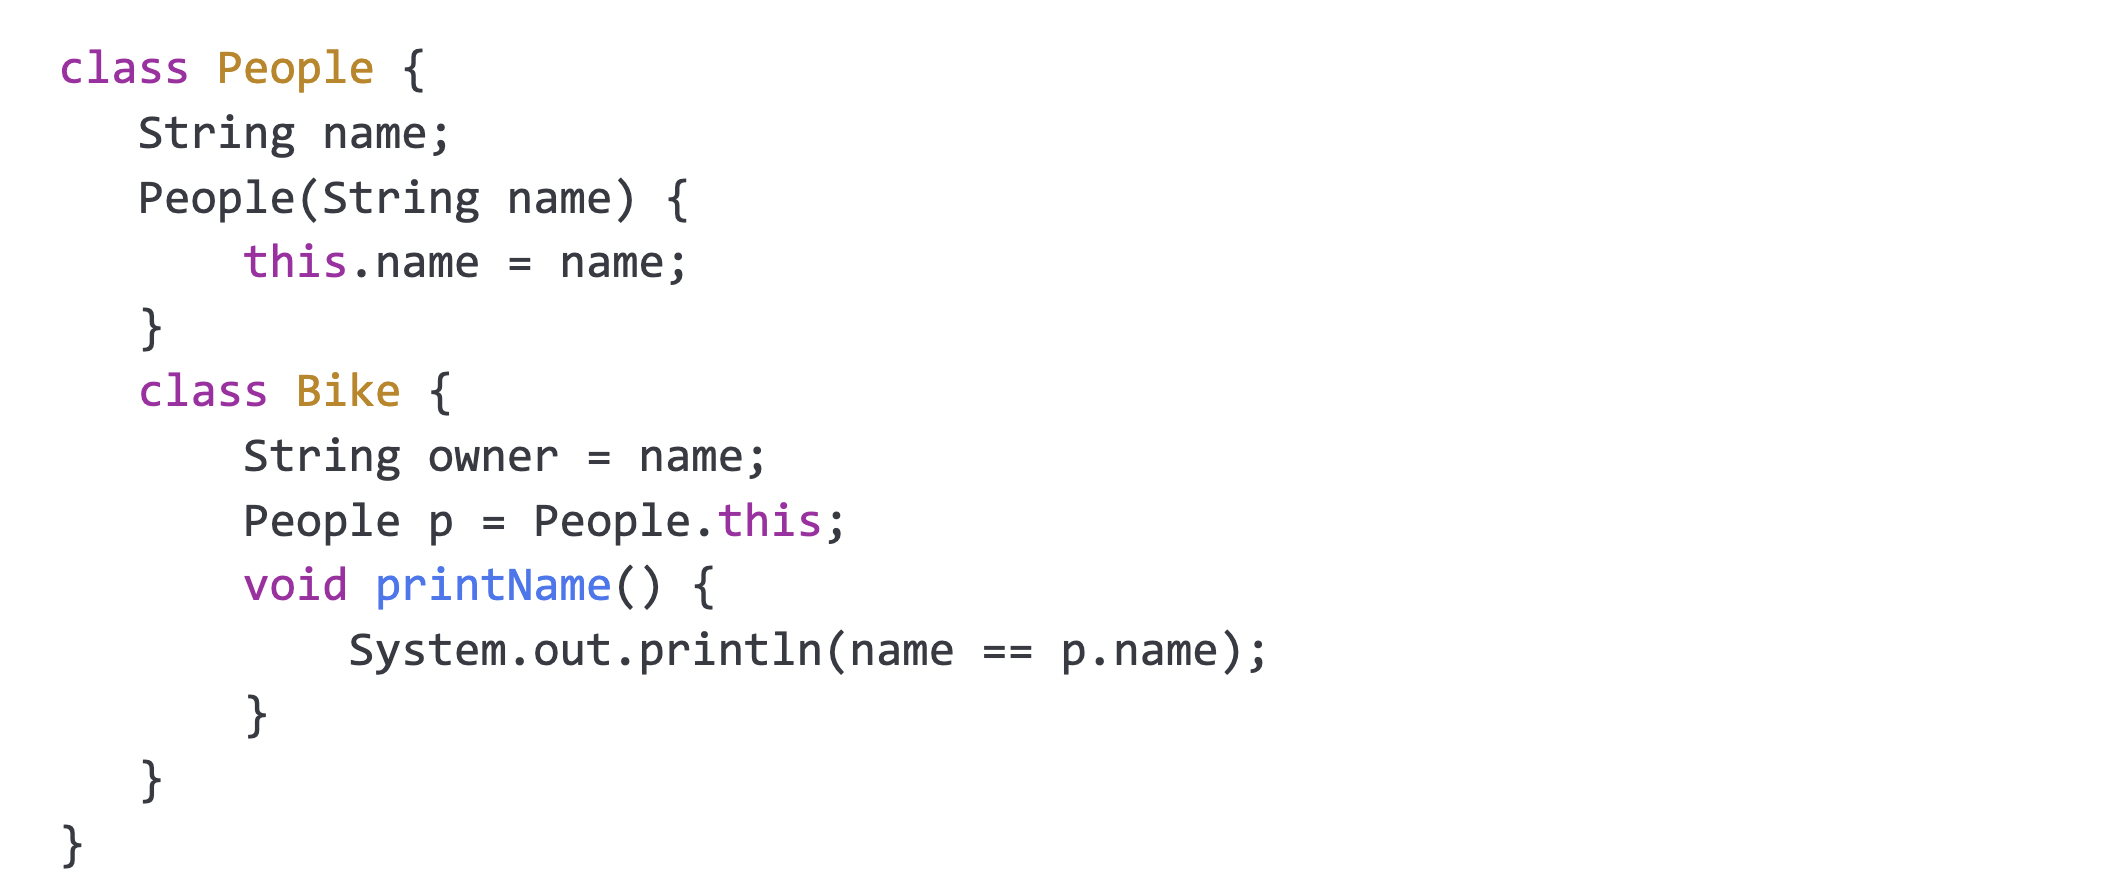 class People {
   String name;
   People(String name) {
       this.name = name;
   }
   class Bike {
       String owner = name;
       People p = People.this;
       void printName() {
           System.out.println(name == p.name);
       }
   }
}